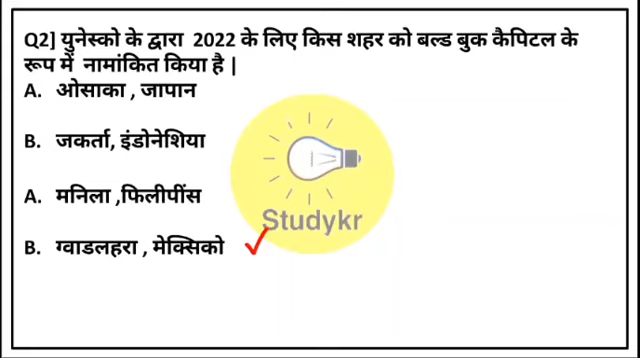 Q2] युनेस्को के द्वारा 2022 के लिए किस शहर को बल्ड बुक कैपिटल के
रूप में नामांकित किया है |
A. ओसाका , जापान
B. जकर्ता, इंडोनेशिया
A. मनिला ,फिलीपींस
Studykr
B. ग्वाडलहरा , मेक्सिको